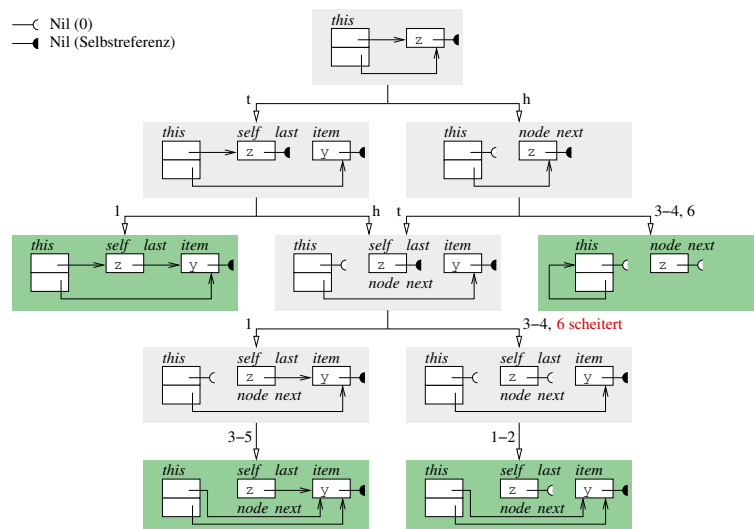 Nil (0)
Nil (Selbstreferenz)
this
z
t
h
this self last item
z y
this node next
z
1
h
t
3–4, 6
this self last item
z y
this self last item
z y
node next
this node next
z
1
3–4, 6 scheitert
this self last item
z y
node next
this self last item
z y
node next
3–5
1–2
this self last item
z y
node next
this self last item
z y
node next